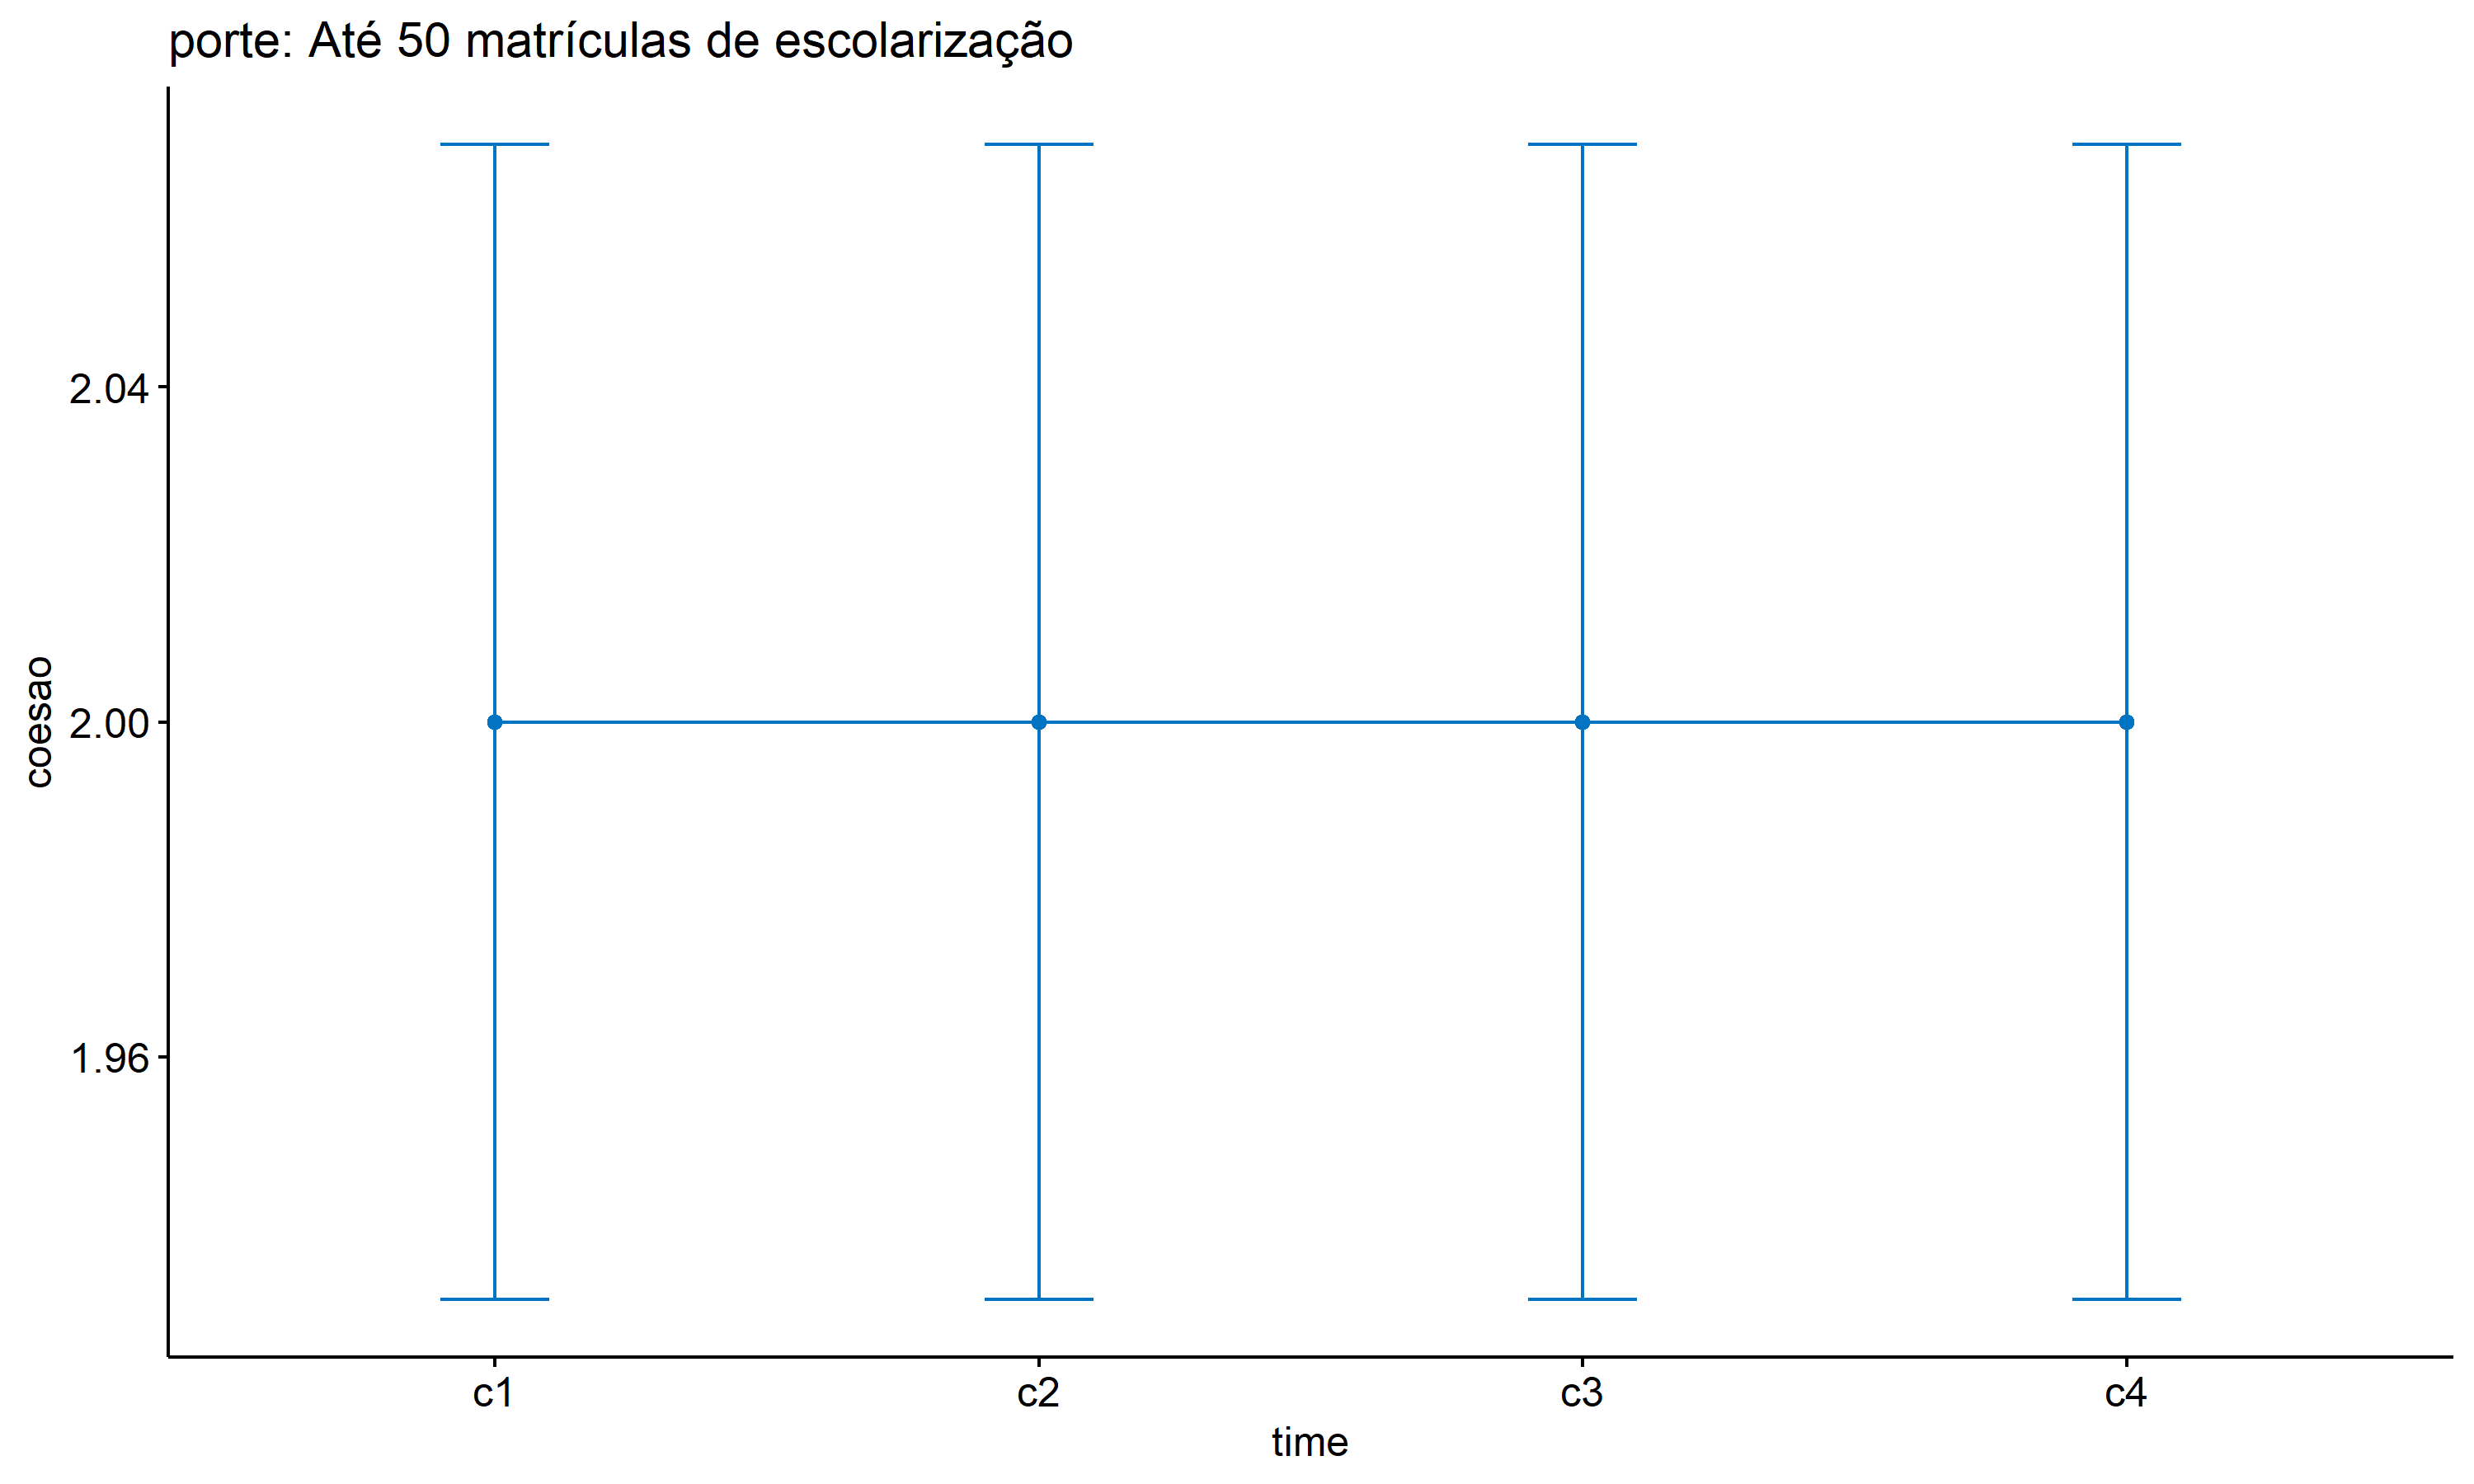 porte: Até 50 matrículas de escolarização
coesao
2.04
2.00
1.96
c1 c2 c3 c4
time